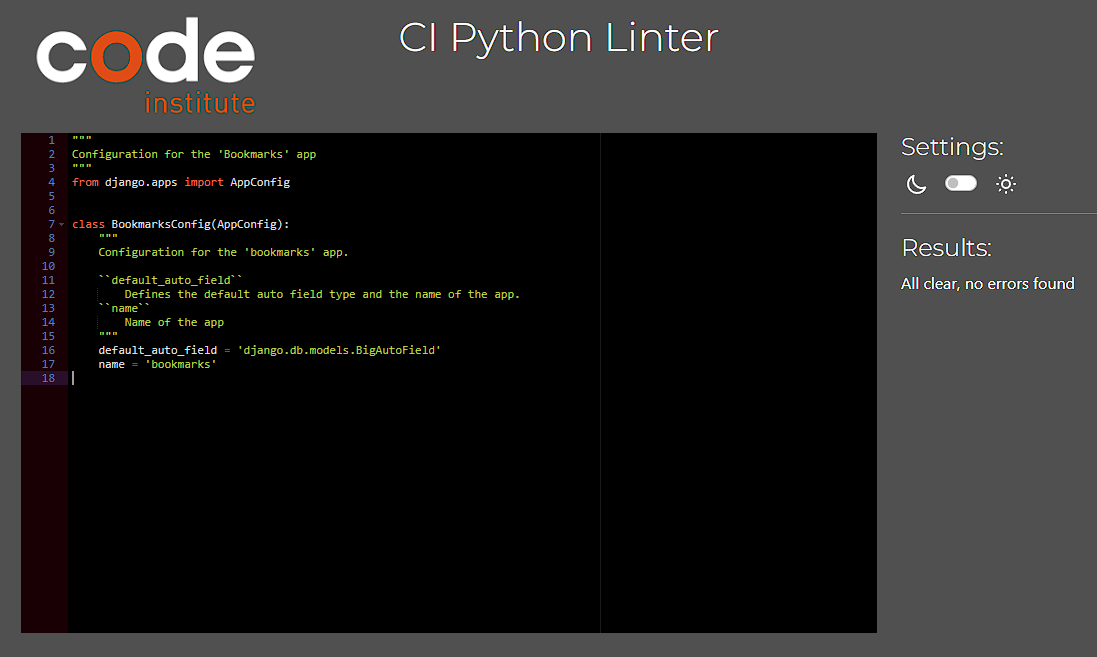 code
institute
CI Python Linter
1 """
2 Configuration for the 'Bookmarks' app
3 """
4 from django.apps import AppConfig
5
6
7 class BookmarksConfig(AppConfig):
8     """
9     Configuration for the 'bookmarks' app.
10
11     ``default_auto_field``
12         Defines the default auto field type and the name of the app.
13     ``name``
14         Name of the app
15     """
16     default_auto_field = 'django.db.models.BigAutoField'
17     name = 'bookmarks'
18
Settings:
Results:
All clear, no errors found